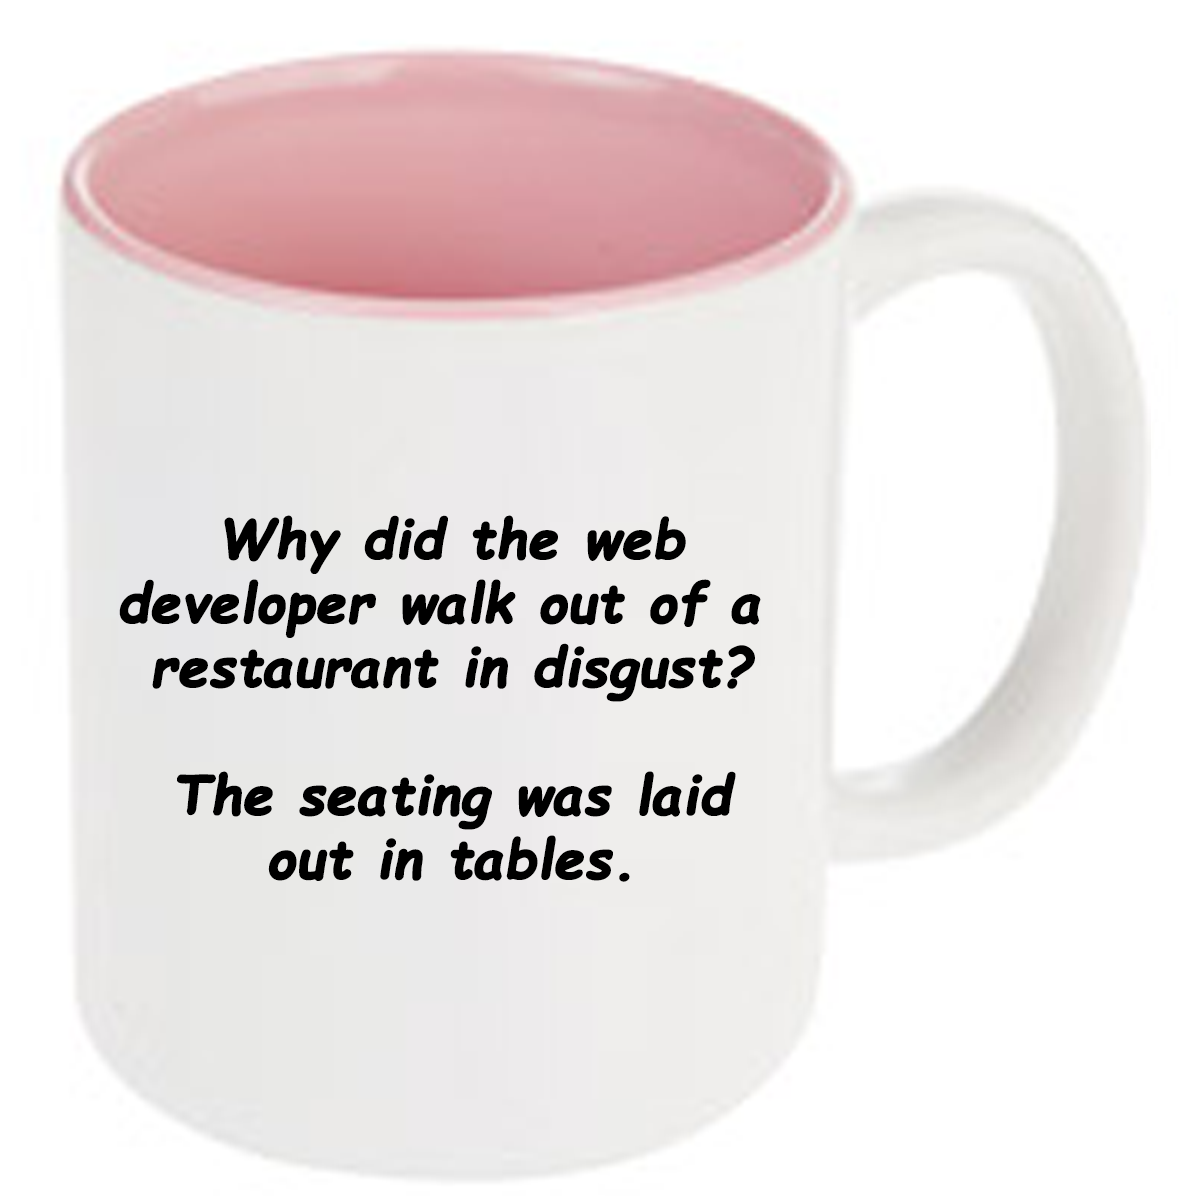 Why did the web
developer walk out of a
restaurant in disgust?
The seating was laid
out in tables.